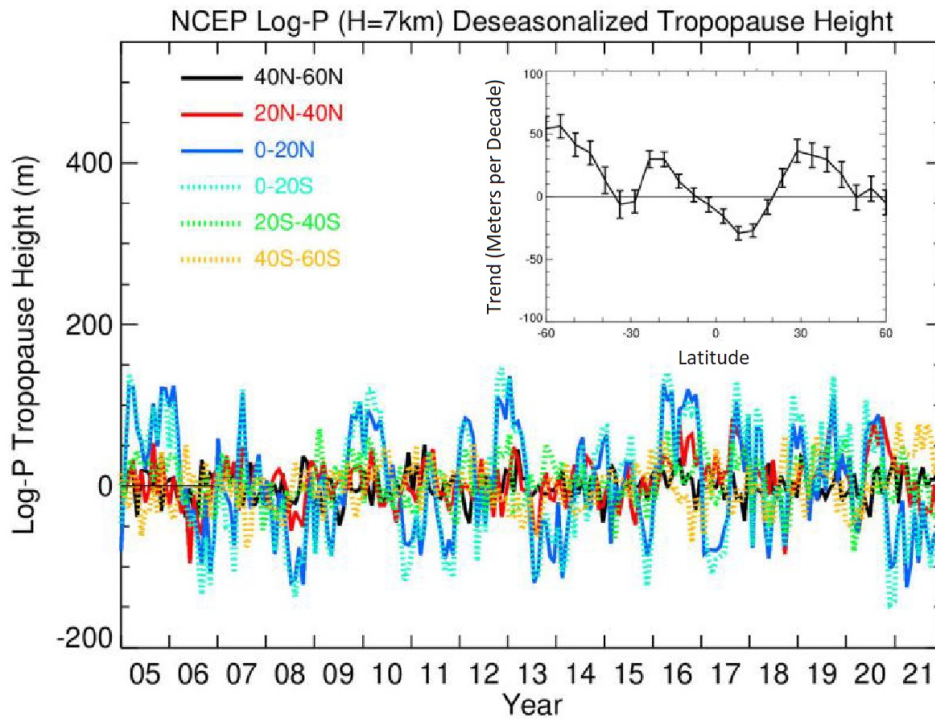 NCEP Log-P (H=7km) Deseasonalized Tropopause Height
40N-60N
20N-40N
0-20N
0-20S
20S-40S
40S-60S
Log-P Tropopause Height (m)
400
200
0
-200
05 06 07 08 09 10 11 12 13 14 15 16 17 18 19 20 21
Year
Trend (Meters per Decade)
100
50
0
-50
-100
-60 -30 0 30 60
Latitude